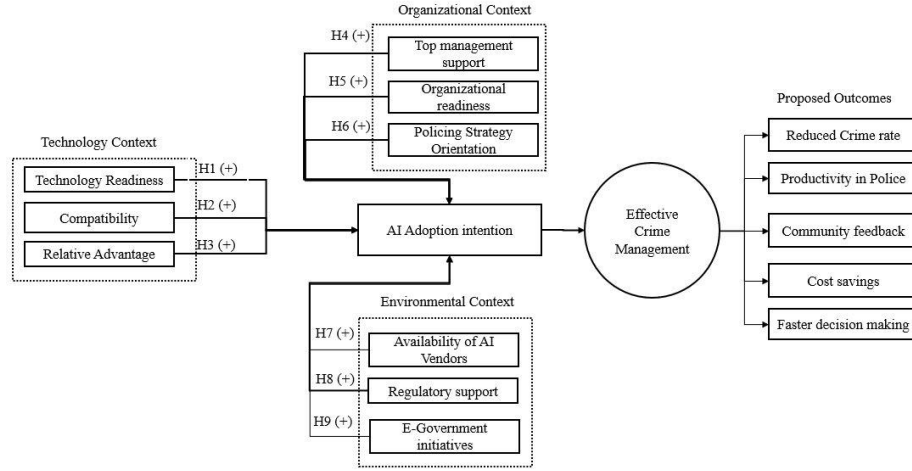 Organizational Context
H4 (+)
Top management
support
H5 (+)
Organizational
readiness
H6 (+)
Policing Strategy
Orientation
Technology Context
Technology Readiness
H1 (+)
Compatibility
H2 (+)
Relative Advantage
H3 (+)
AI Adoption intention
Environmental Context
H7 (+)
Availability of AI
Vendors
H8 (+)
Regulatory support
H9 (+)
E-Government
initiatives
Effective
Crime
Management
Proposed Outcomes
Reduced Crime rate
Productivity in Police
Community feedback
Cost savings
Faster decision making